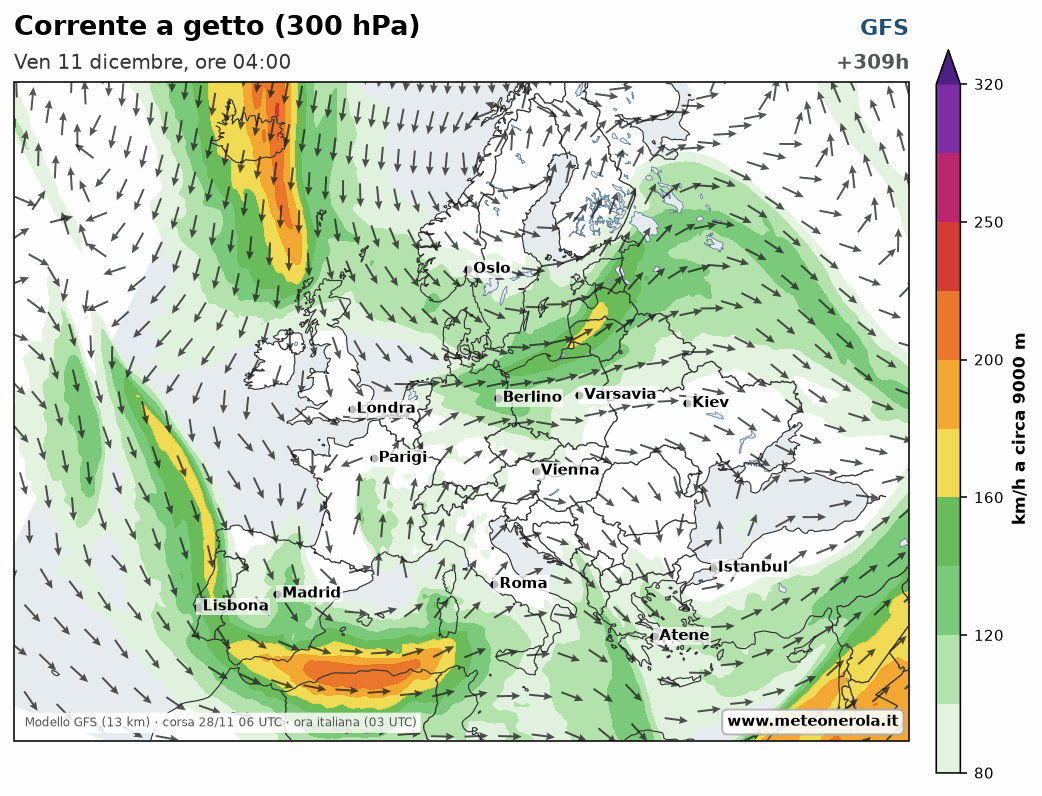 Corrente a getto (300 hPa)
GFS
Ven 11 dicembre, ore 04:00
+309h
320
250
200
160
120
80
km/h a circa 9000 m
Oslo
Berlino
Varsavia
Kiev
Londra
Parigi
Vienna
Istanbul
Roma
Madrid
Lisbona
Atene
Modello GFS (13 km) · corsa 28/11 06 UTC · ora italiana (03 UTC)
www.meteonerola.it